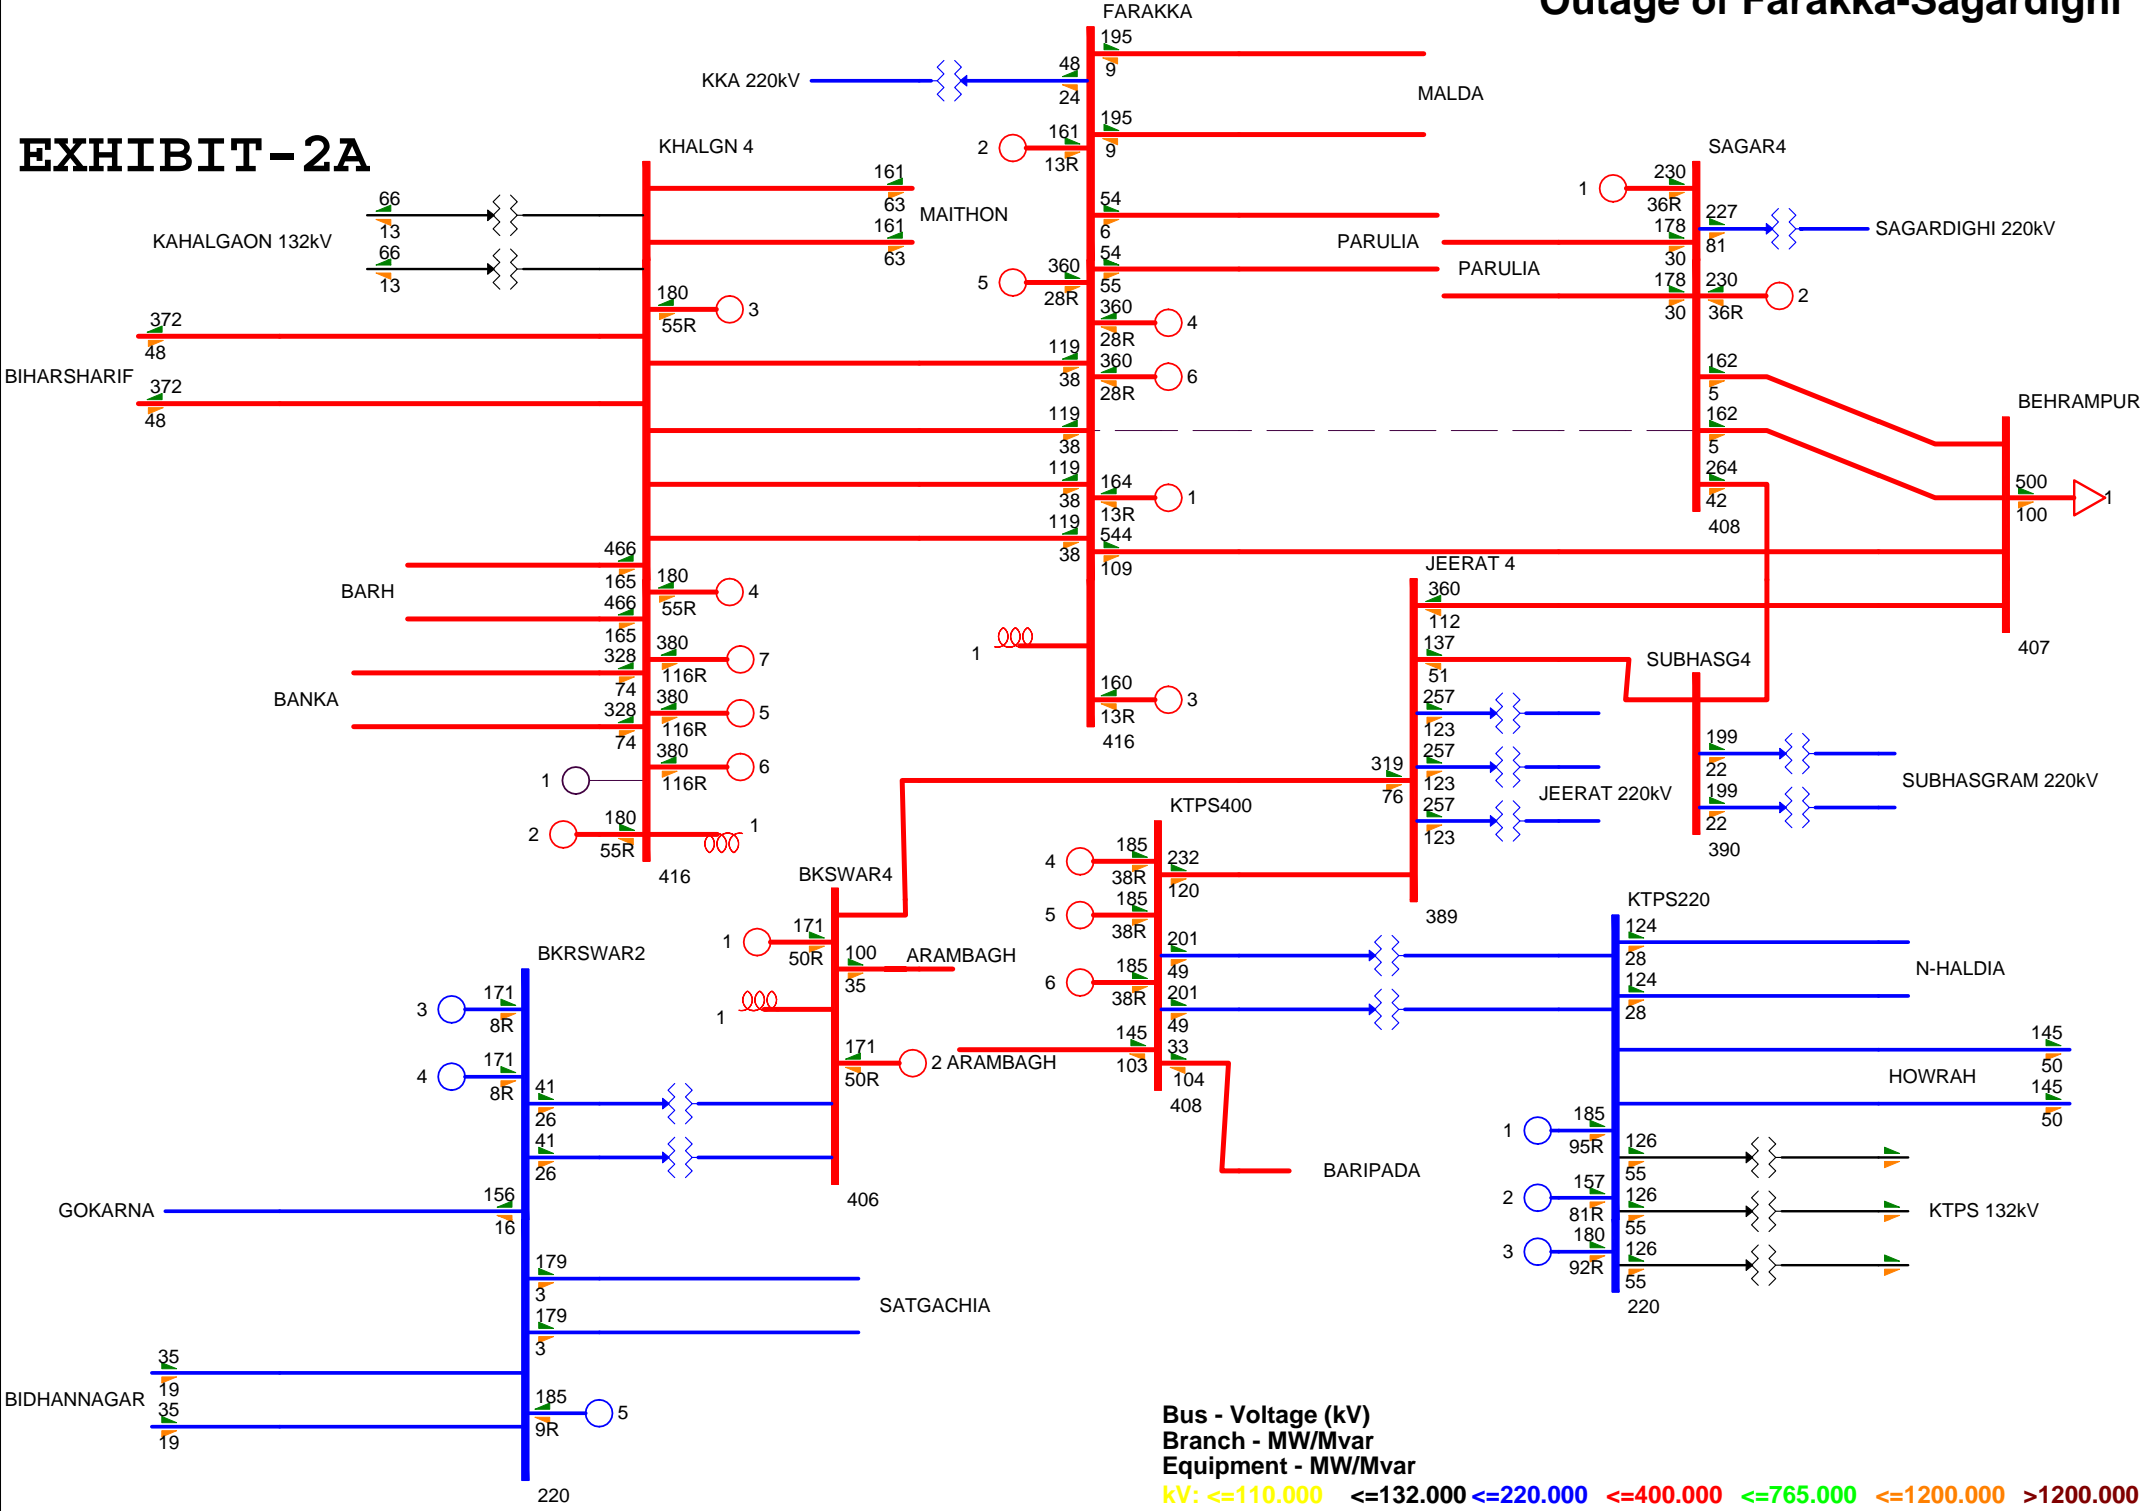 Outage of Farakka-Sagardighi
EXHIBIT-2A
FARAKKA
195
9
KKA 220kV
48
24
MALDA
195
9
2
161
13R
54
6
PARULIA
54
55
5
360
28R
360
28R
4
360
28R
6
119
38
119
38
119
38
119
38
164
13R
1
544
109
1
160
13R
3
416
KHALGN 4
161
63
MAITHON
161
63
66
13
KAHALGAON 132kV
66
13
180
55R
3
372
48
BIHARSHARIF
372
48
466
165
BARH
466
165
180
55R
4
328
74
BANKA
328
74
380
116R
7
380
116R
5
380
116R
6
1
2
180
55R
1
416
SAGAR4
1
230
36R
227
81
SAGARDIGHI 220kV
178
30
PARULIA
178
30
230
36R
2
162
5
162
5
264
42
408
BEHRAMPUR
500
100
1
407
JEERAT 4
360
112
137
51
257
123
257
123
JEERAT 220kV
257
123
319
76
389
SUBHASG4
199
22
SUBHASGRAM 220kV
199
22
390
KTPS400
4
185
38R
232
120
5
185
38R
201
49
6
185
38R
201
49
145
103
33
104
408
BARIPADA
BKSWAR4
1
171
50R
100
35
ARAMBAGH
1
171
50R
2 ARAMBAGH
406
BKRSWAR2
3
171
8R
4
171
8R
41
26
41
26
GOKARNA
156
16
179
3
SATGACHIA
179
3
35
19
BIDHANNAGAR
35
19
185
9R
5
220
KTPS220
124
28
N-HALDIA
124
28
145
50
HOWRAH
145
50
1
185
95R
126
55
2
157
81R
126
55
KTPS 132kV
3
180
92R
126
55
220
Bus - Voltage (kV)
Branch - MW/Mvar
Equipment - MW/Mvar
kV: <=110.000 <=132.000 <=220.000 <=400.000 <=765.000 <=1200.000 >1200.000